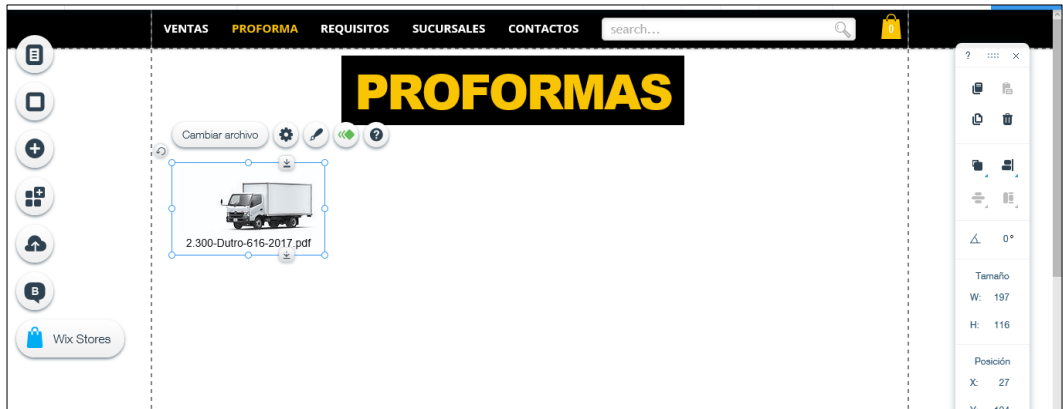 VENTAS PROFORMA REQUISITOS SUCURSALES CONTACTOS search... 0
PROFORMAS
Cambiar archivo ?
2.300-Dutro-616-2017.pdf
B
Wix Stores
?
0°
Tamaño
W: 197
H: 116
Posición
X: 27